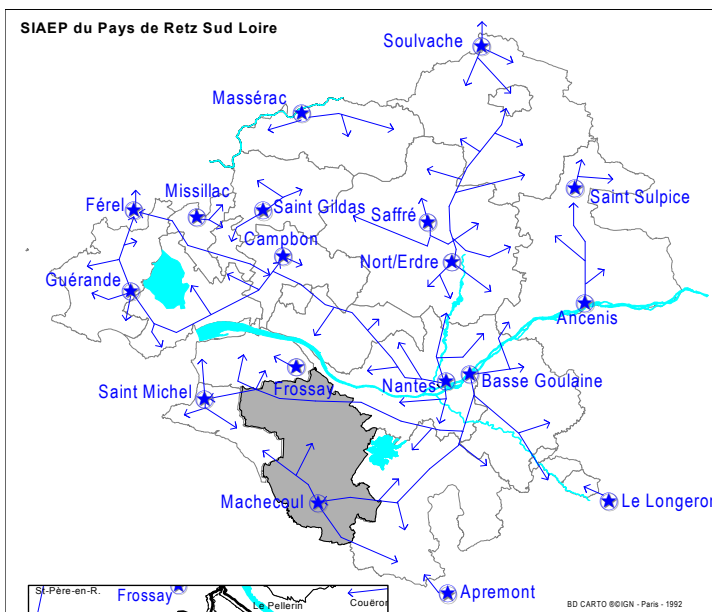 SIAEP du Pays de Retz Sud Loire
Soulvache
Massérac
Saint Sulpice
Missillac
Férel
Saint Gildas
Saffré
Campbon
Nort/Erdre
Guérande
Ancenis
Frossay
Nantes
Basse Goulaine
Saint Michel
Machecoul
Le Longeron
Apremont
BD CARTO ©©IGN - Paris - 1992
St-Père-en-R.
Frossay
Le Pellerin
Couëron